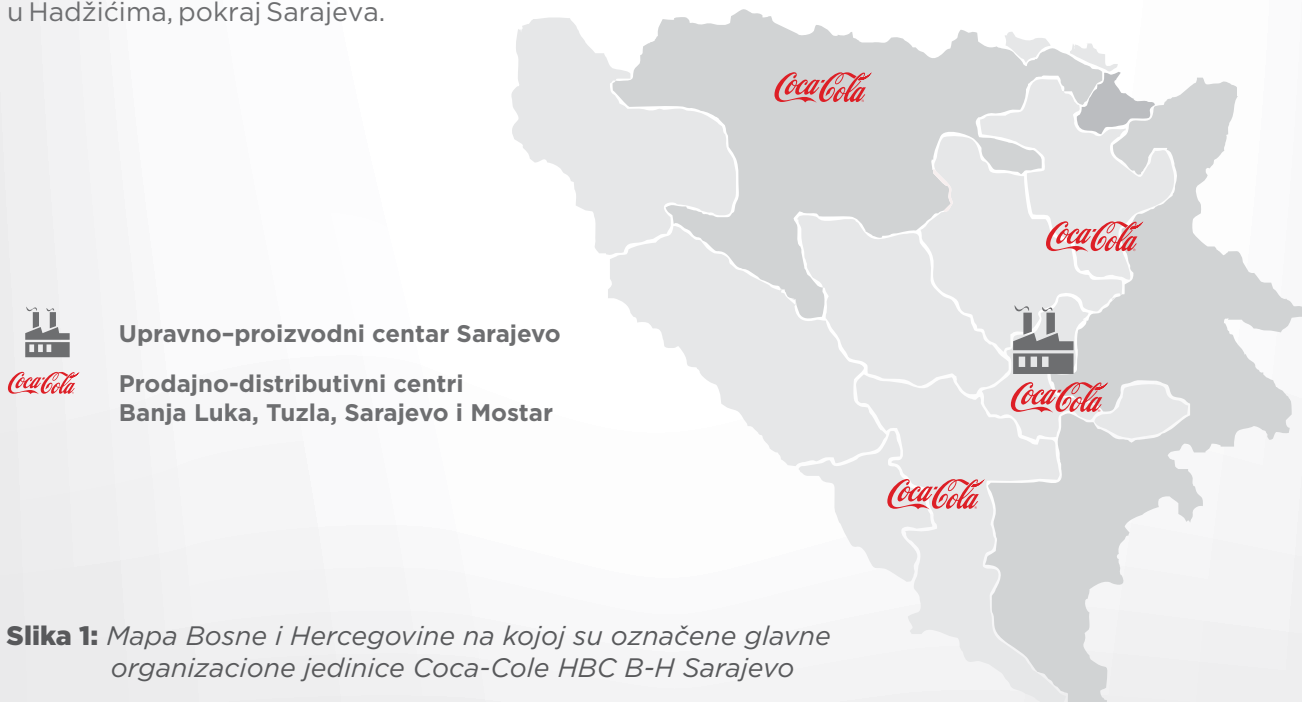 u Hadžićima, pokraj Sarajeva.
Coca-Cola
Coca-Cola
Upravno–proizvodni centar Sarajevo
Coca-Cola
Prodajno-distributivni centri
Banja Luka, Tuzla, Sarajevo i Mostar
Coca-Cola
Coca-Cola
Slika 1: Mapa Bosne i Hercegovine na kojoj su označene glavne
organizacione jedinice Coca-Cole HBC B-H Sarajevo